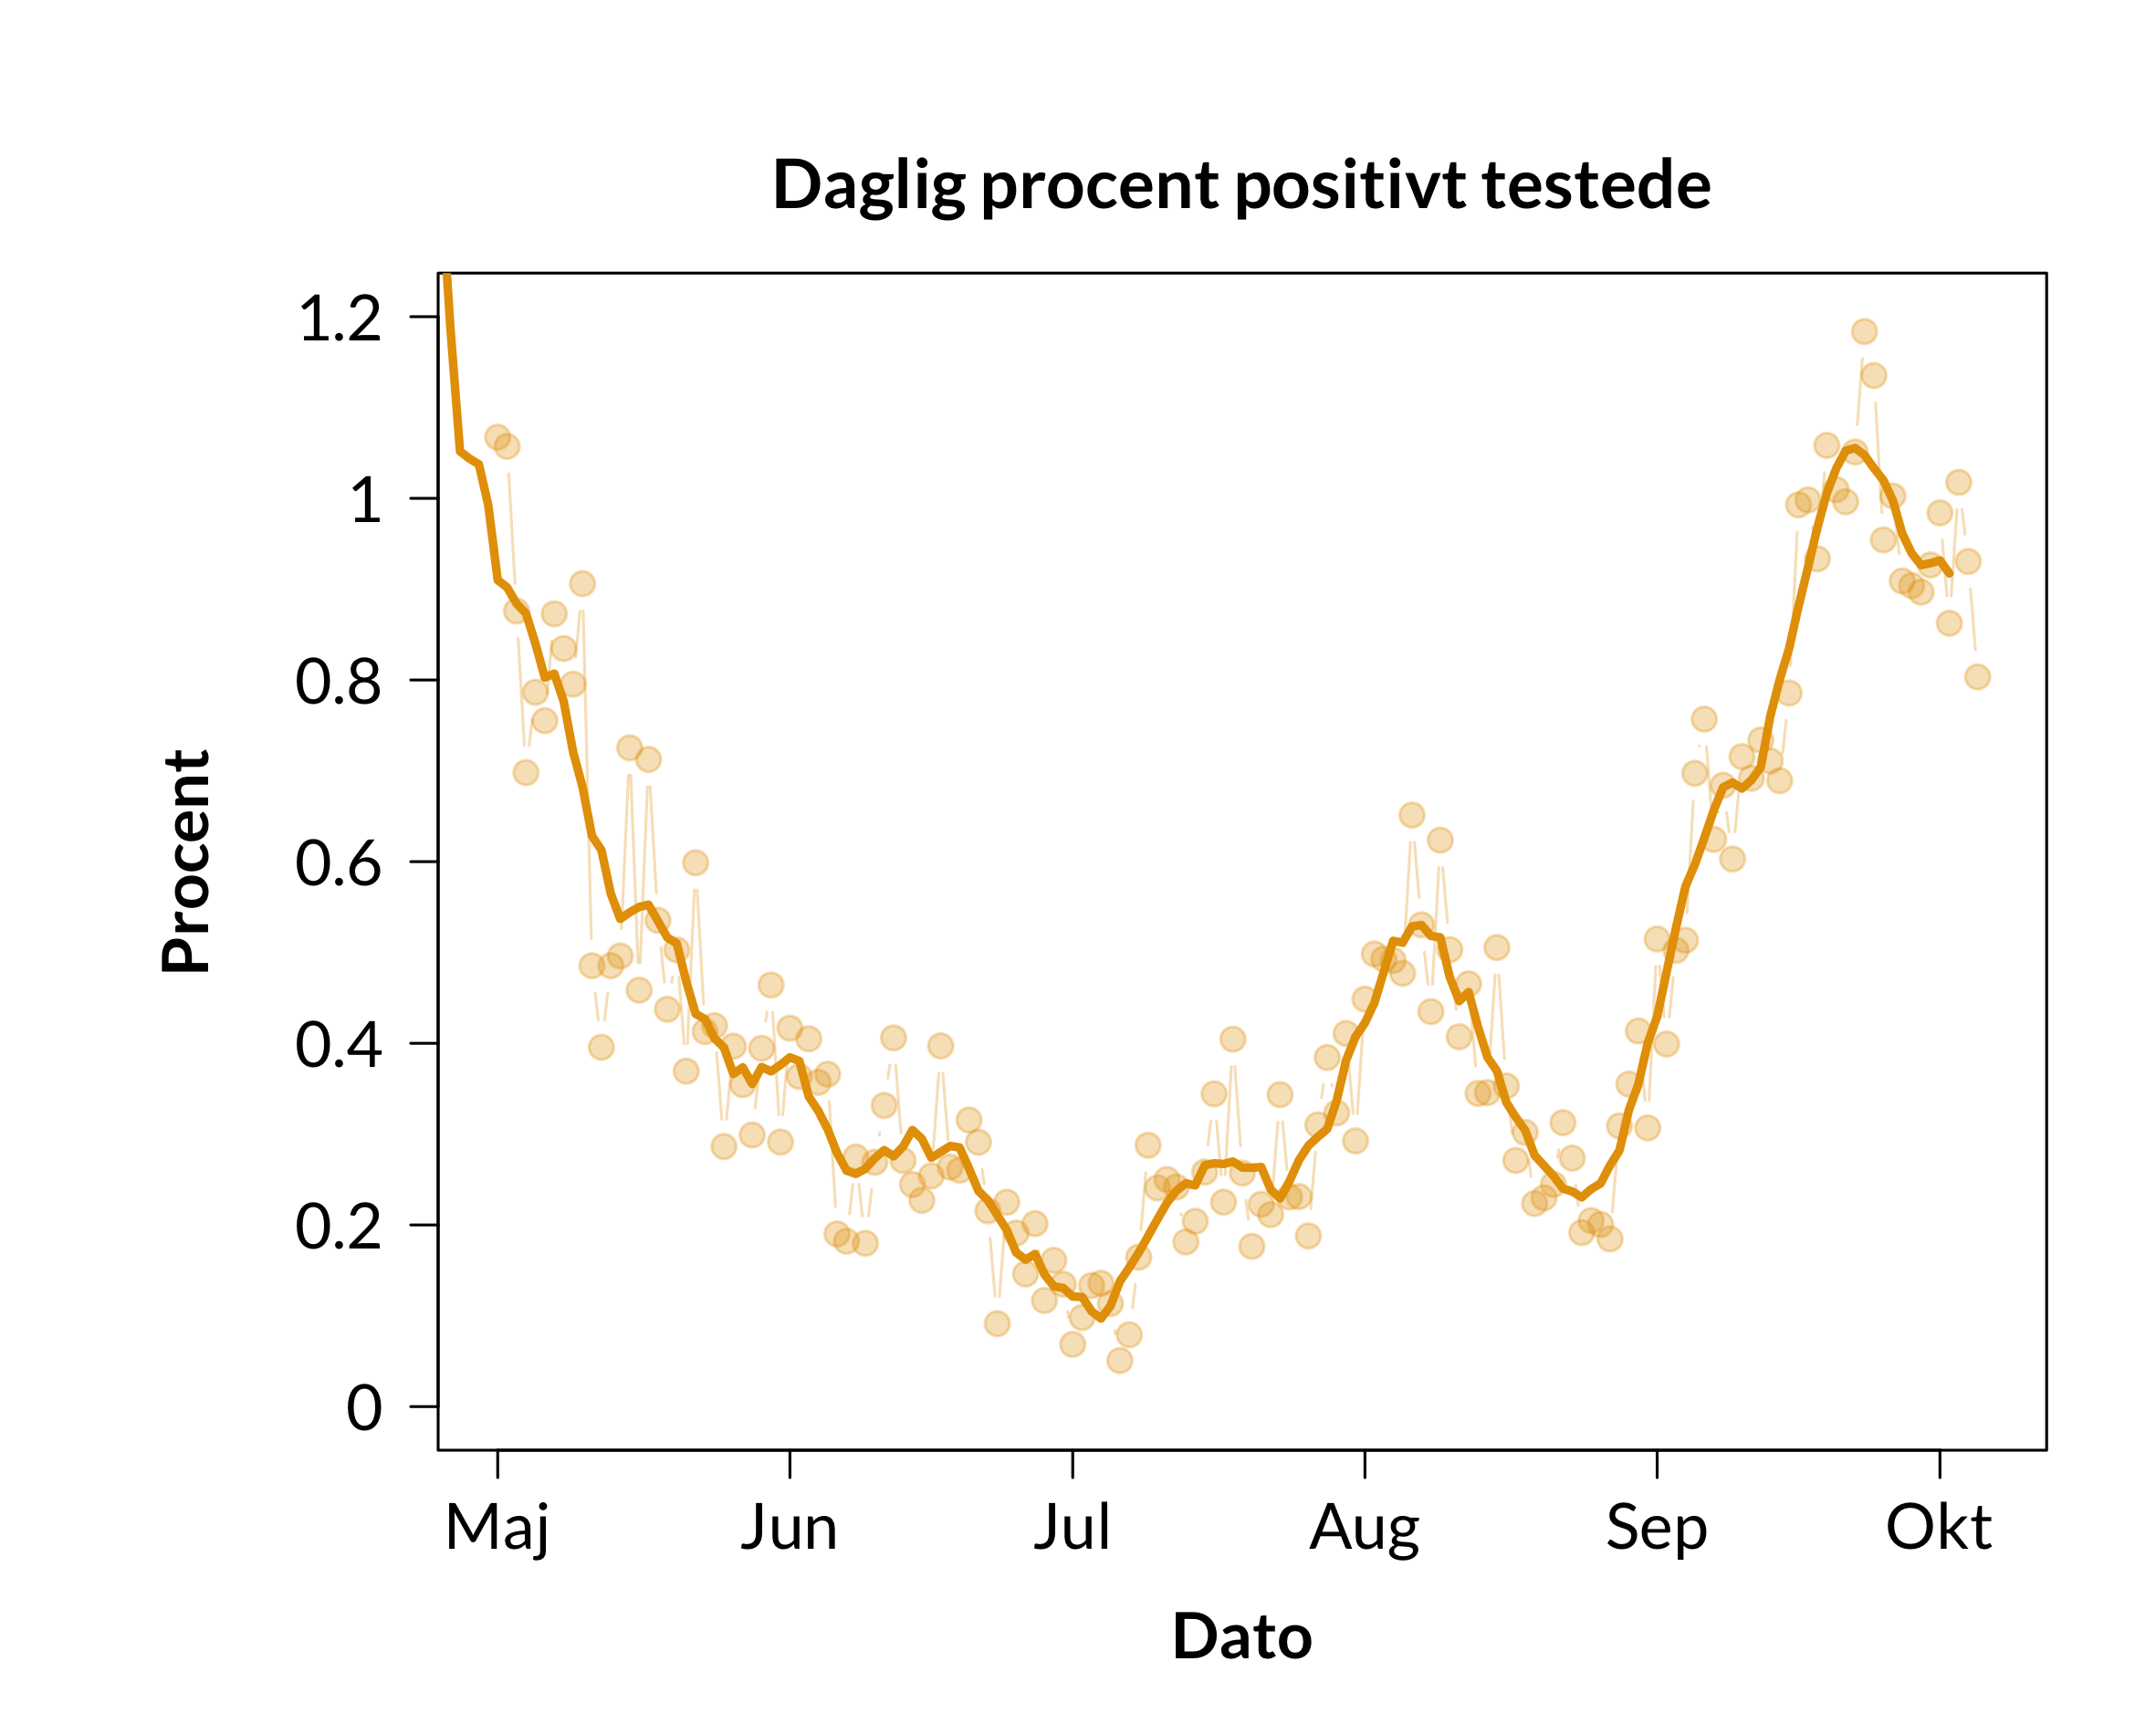 Daglig procent positivt testede
Procent
1.2
1
0.8
0.6
0.4
0.2
0
Maj Jun Jul Aug Sep Okt
Dato